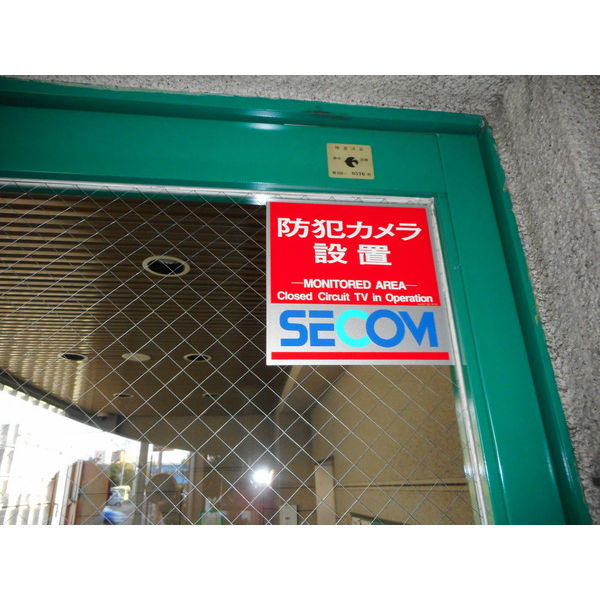 防犯カメラ
設置
MONITORED AREA
Closed Circuit TV in Operation
SECOM